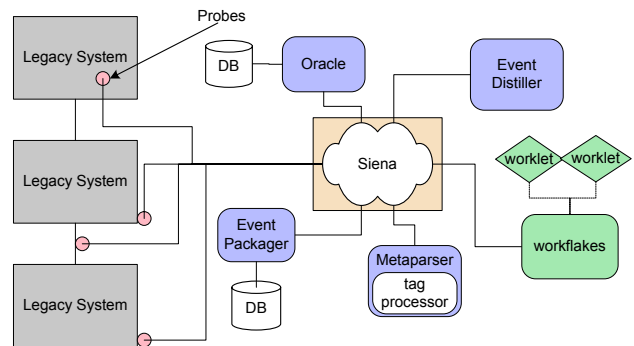 Probes
Legacy System
DB
Oracle
Event
Distiller
Legacy System
Siena
worklet
worklet
Event
Packager
workflakes
Metaparser
tag
processor
Legacy System
DB